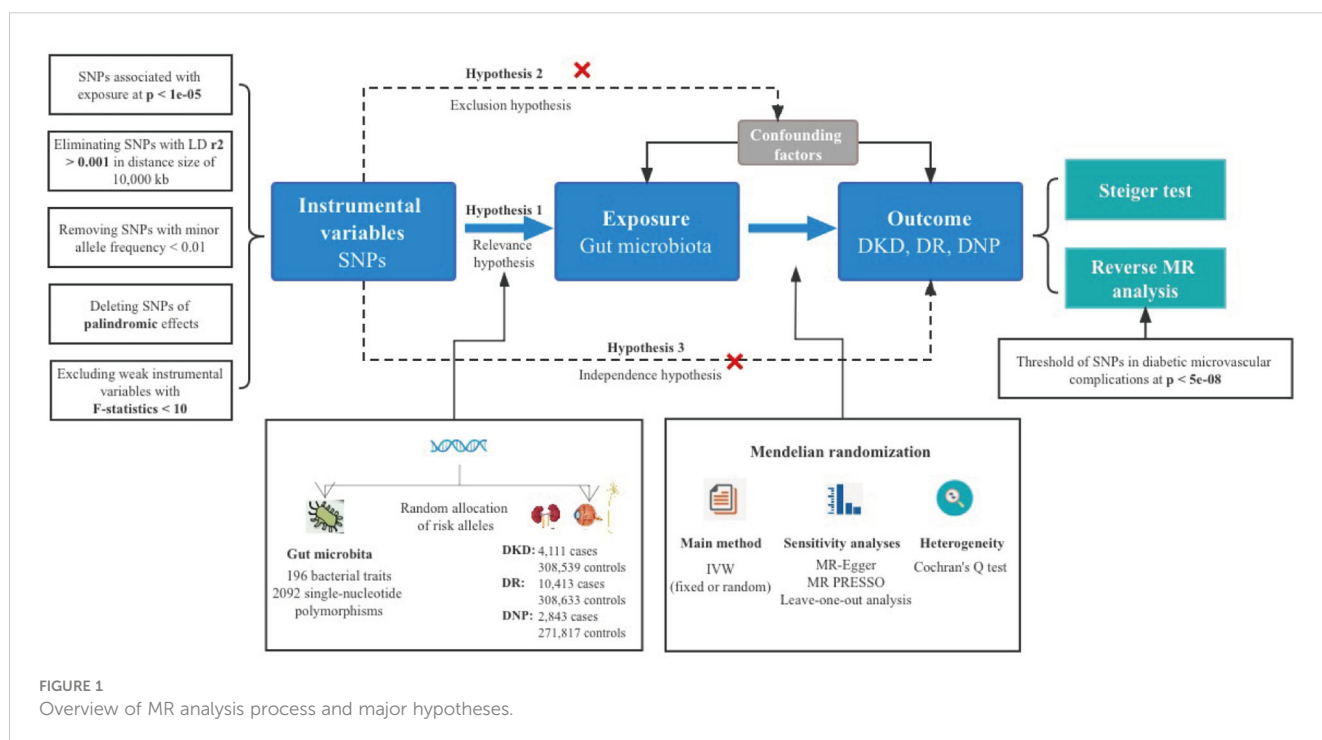 SNPs associated with
exposure at p < 1e-05
Eliminating SNPs with LD r2
> 0.001 in distance size of
10,000 kb
Removing SNPs with minor
allele frequency < 0.01
Deleting SNPs of
palindromic effects
Excluding weak instrumental
variables with
F-statistics < 10
Instrumental
variables
SNPs
Hypothesis 2
Exclusion hypothesis
Hypothesis 1
Relevance
hypothesis
Confounding
factors
Exposure
Gut microbiota
Outcome
DKD, DR, DNP
Hypothesis 3
Independence hypothesis
Steiger test
Reverse MR
analysis
Threshold of SNPs in diabetic microvascular
complications at p < 5e-08
Random allocation
of risk alleles
Gut microbita
196 bacterial traits
2092 single-nucleotide
polymorphisms
DKD: 4,111 cases
308,539 controls
DR: 10,413 cases
308,633 controls
DNP: 2,843 cases
271,817 controls
Mendelian randomization
Main method
IVW
(fixed or random)
Sensitivity analyses
MR-Egger
MR PRESSO
Leave-one-out analysis
Heterogeneity
Cochran's Q test
FIGURE 1
Overview of MR analysis process and major hypotheses.